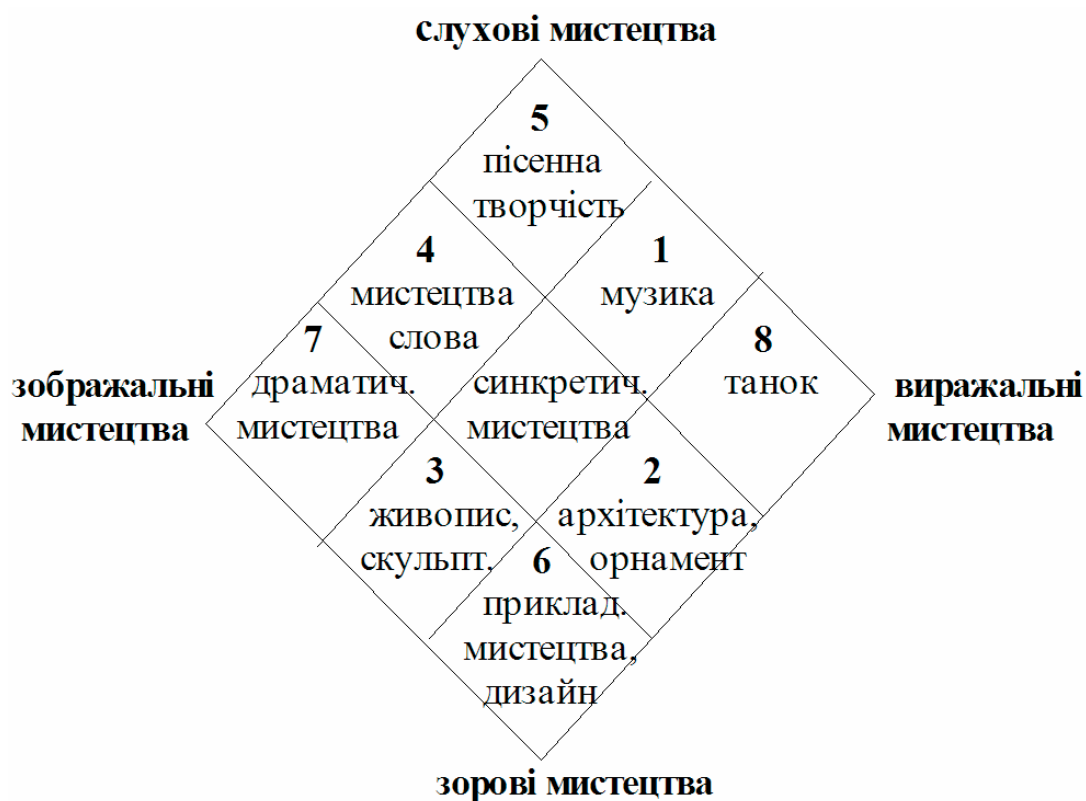 слухові мистецтва
5
пісенна
творчість
4
мистецтва
слова
1
музика
7
драматич.
мистецтва
синкретич.
мистецтва
8
танок
зображальні
мистецтва
виражальні
мистецтва
3
живопис,
скульпт.
2
архітектура,
орнамент
6
приклад.
мистецтва,
дизайн
зорові мистецтва